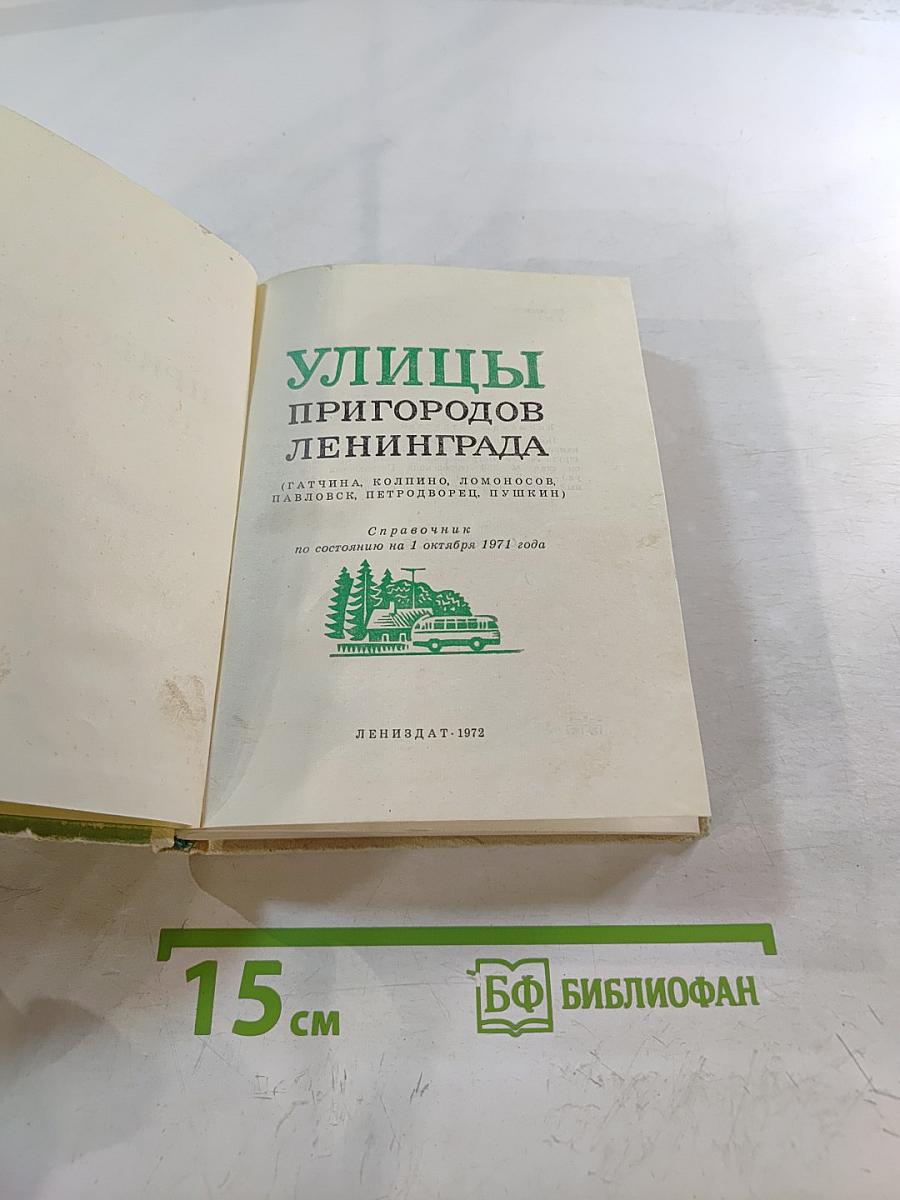 УЛИЦЫ
ПРИГОРОДОВ
ЛЕНИНГРАДА
(ГАТЧИНА, КОЛПИНО, ЛОМОНОСОВ,
ПАВЛОВСК, ПЕТРОДВОРЕЦ, ПУШКИН)
Справочник
по состоянию на 1 октября 1971 года
ЛЕНИЗДАТ · 1972
15 см
БФ БИБЛИОФАН